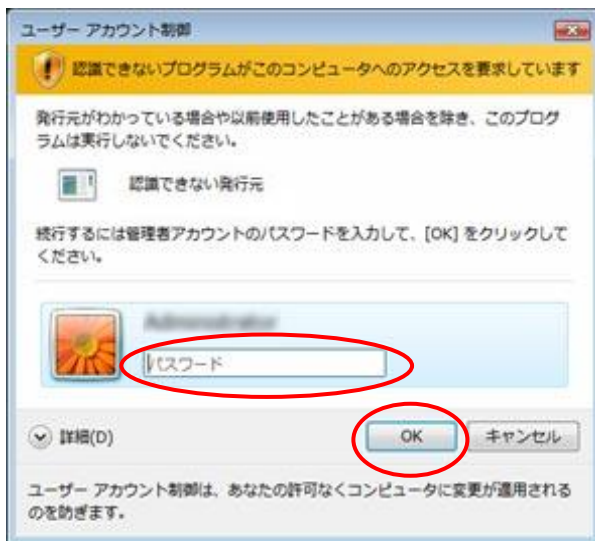 ユーザー アカウント制御
認識できないプログラムがこのコンピュータへのアクセスを要求しています
発行元がわかっている場合や以前使用したことがある場合を除き、このプログ
ラムは実行しないでください。
認識できない発行元
続行するには管理者アカウントのパスワードを入力して、[OK] をクリックして
ください。
パスワード
詳細(D)
OK
キャンセル
ユーザー アカウント制御は、あなたの許可なくコンピュータに変更が適用される
のを防ぎます。